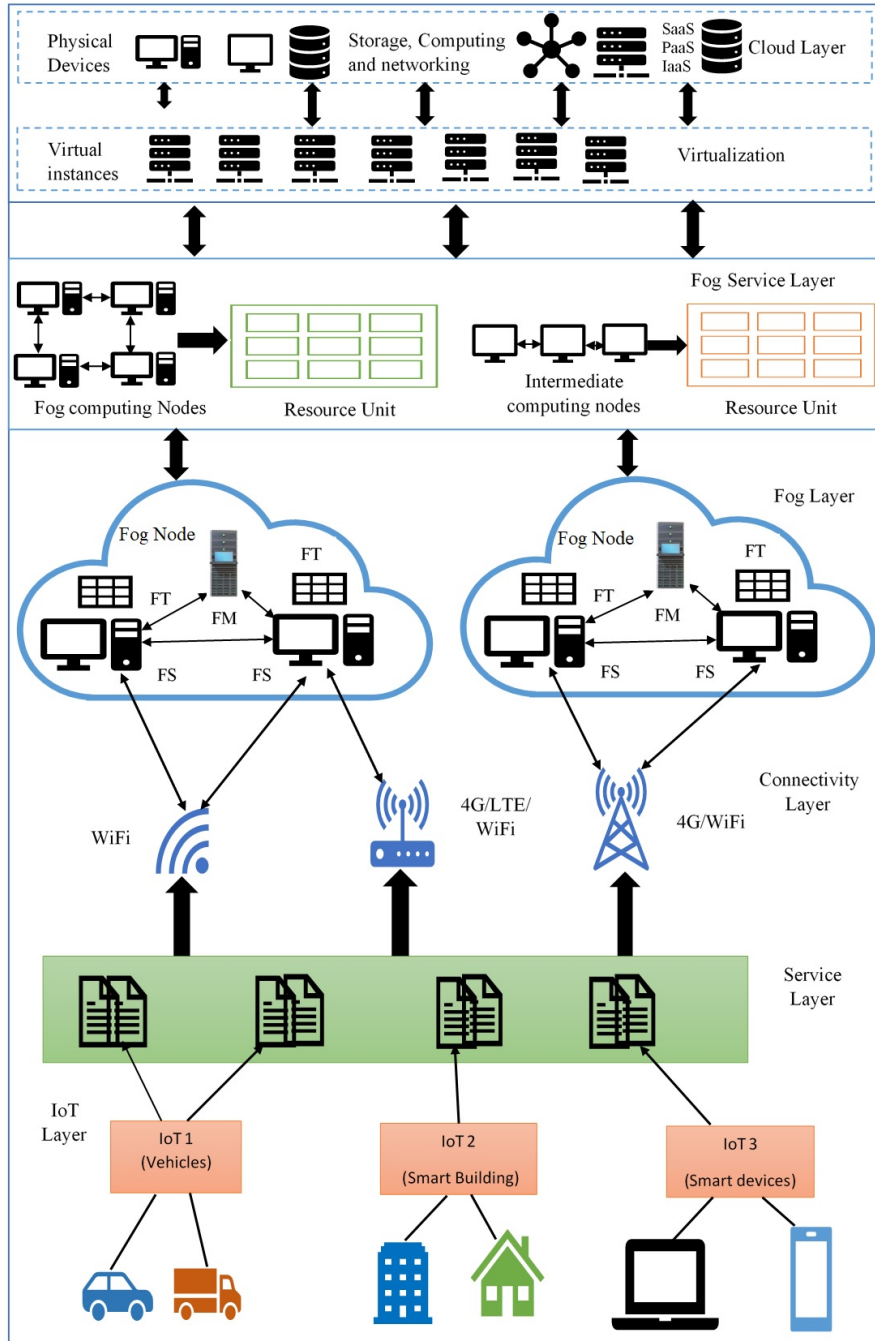 Physical
Devices
Storage, Computing
and networking
SaaS
PaaS
IaaS
Cloud Layer
Virtual
instances
Virtualization
Fog Service Layer
Fog computing Nodes
Resource Unit
Intermediate
computing nodes
Resource Unit
Fog Layer
Fog Node
FT
FT
FM
FS
FS
Fog Node
FT
FT
FM
FS
FS
Connectivity
Layer
WiFi
4G/LTE/
WiFi
4G/WiFi
Service
Layer
IoT
Layer
IoT 1
(Vehicles)
IoT 2
(Smart Building)
IoT 3
(Smart devices)